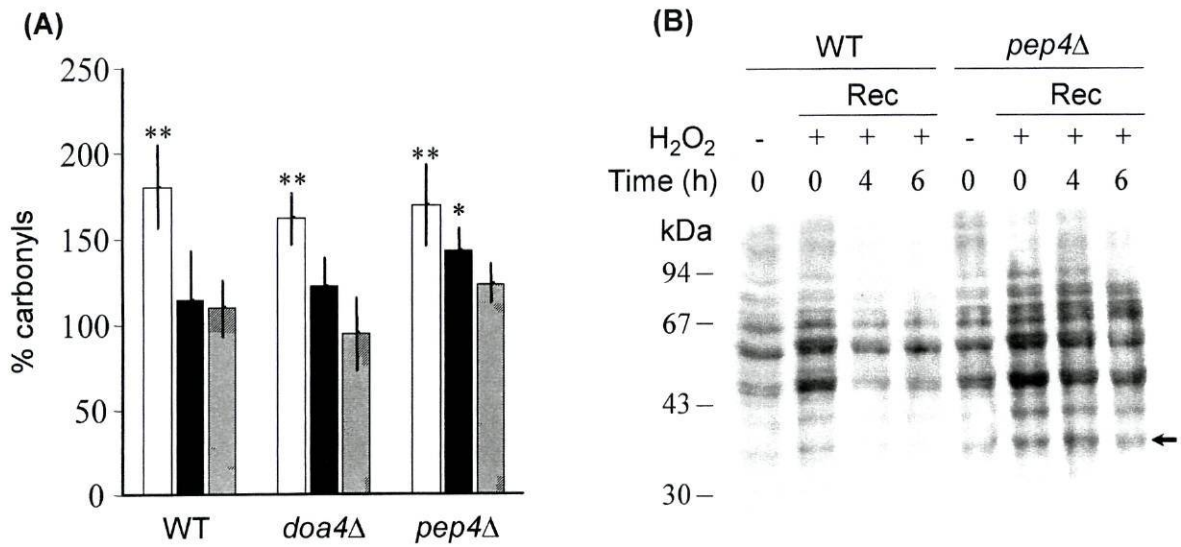 (A)
250
200
150
100
50
0
% carbonyls
**
**
**
*
WT
doa4Δ
pep4Δ
(B)
WT
pep4Δ
Rec
Rec
H₂O₂ - + + + - + + +
Time (h) 0 0 4 6 0 0 4 6
kDa
94
67
43
30